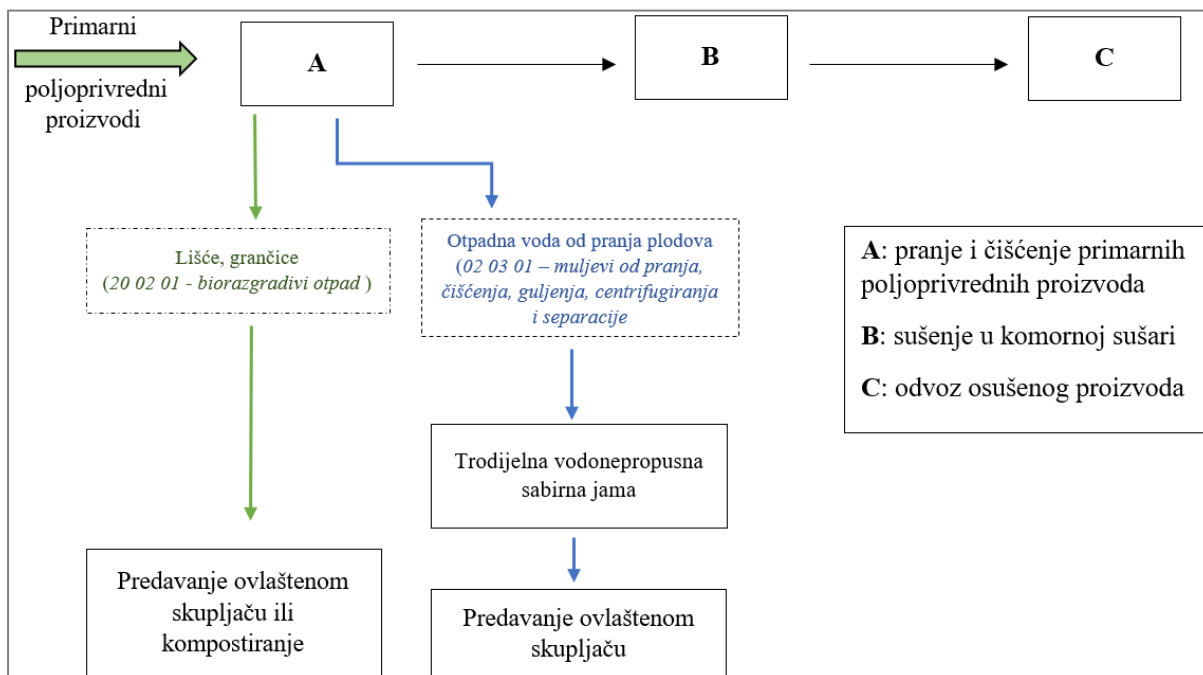 Primarni
poljoprivredni
proizvodi
A
B
C
Lišće, grančice
(20 02 01 - biorazgradivi otpad )
Otpadna voda od pranja plodova
(02 03 01 – muljevi od pranja,
čišćenja, guljenja, centrifugiranja
i separacije
A: pranje i čišćenje primarnih
poljoprivrednih proizvoda
B: sušenje u komornoj sušari
C: odvoz osušenog proizvoda
Trodijelna vodonepropusna
sabirna jama
Predavanje ovlaštenom
skupljaču ili
kompostiranje
Predavanje ovlaštenom
skupljaču